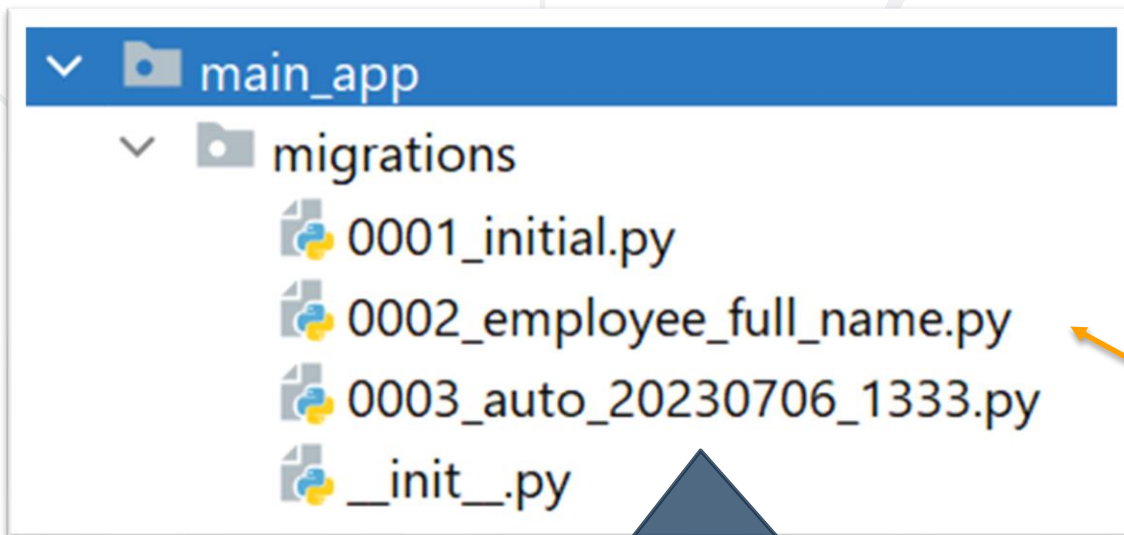 main_app
migrations
0001_initial.py
0002_employee_full_name.py
0003_auto_20230706_1333.py
__init__.py